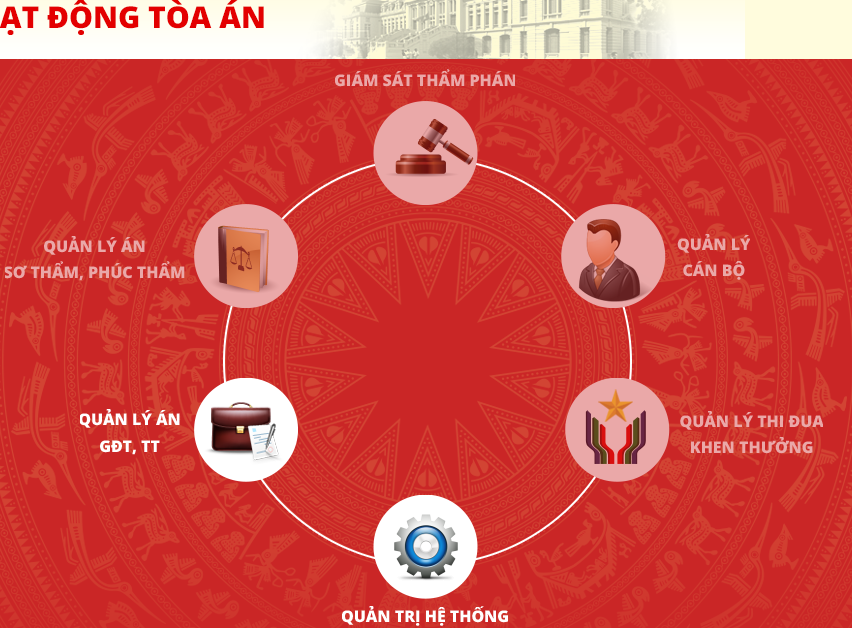 ẠT ĐỘNG TÒA ÁN
GIÁM SÁT THẨM PHÁN
QUẢN LÝ ÁN
SƠ THẨM, PHÚC THẨM
QUẢN LÝ
CÁN BỘ
QUẢN LÝ ÁN
GĐT, TT
QUẢN LÝ THI ĐUA
KHEN THƯỞNG
QUẢN TRỊ HỆ THỐNG